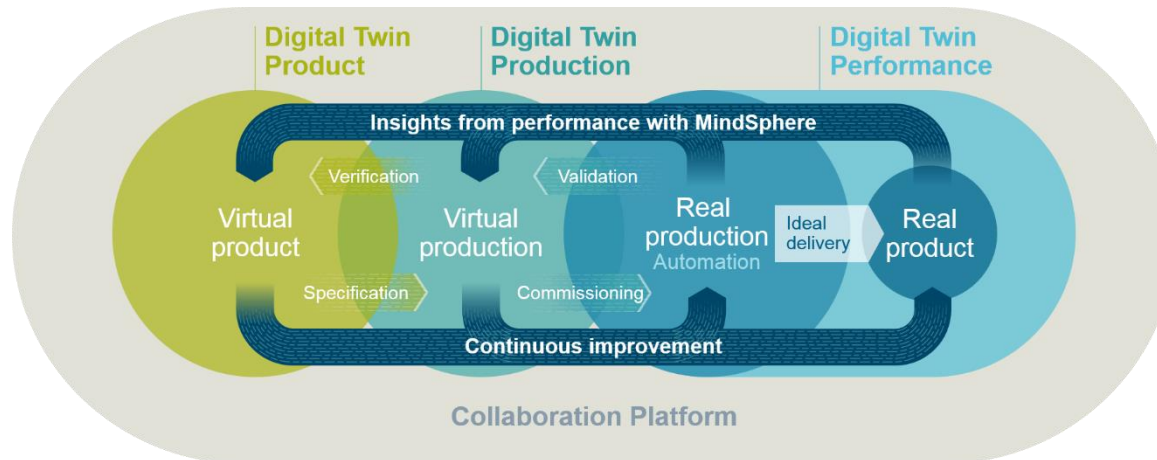 Digital Twin
Product
Digital Twin
Production
Digital Twin
Performance
Insights from performance with MindSphere
Verification
Validation
Virtual
product
Virtual
production
Real
production
Automation
Ideal
delivery
Real
product
Specification
Commissioning
Continuous improvement
Collaboration Platform